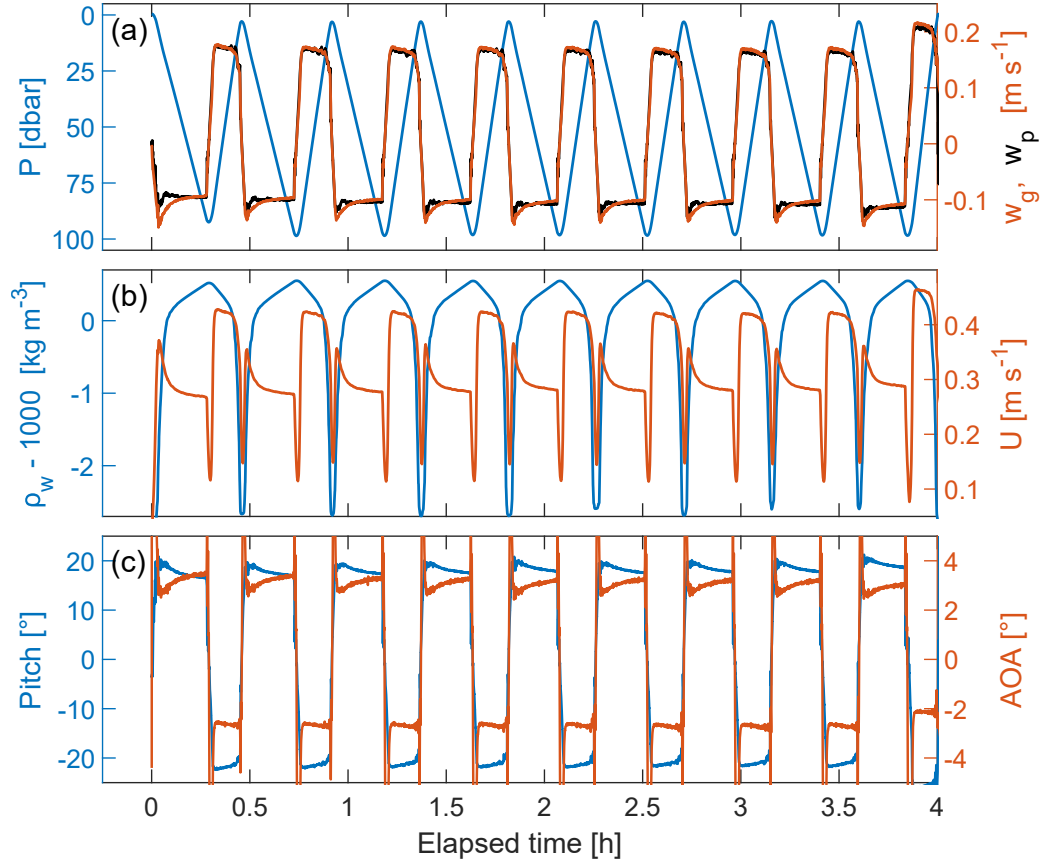 (a)
0
25
50
75
100
P [dbar]
0.2
0.1
0
-0.1
w_g, w_p [m s^-1]
(b)
0
-1
-2
ρ_w - 1000 [kg m^-3]
0.4
0.3
0.2
0.1
U [m s^-1]
(c)
20
10
0
-10
-20
Pitch [°]
4
2
0
-2
-4
AOA [°]
0 0.5 1 1.5 2 2.5 3 3.5 4
Elapsed time [h]